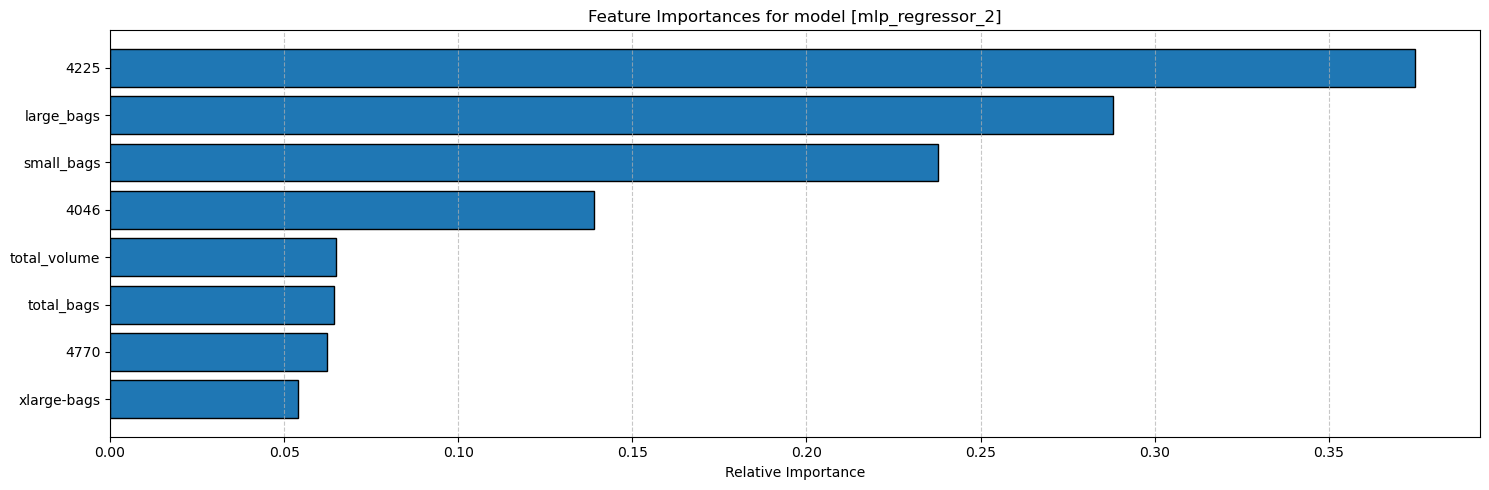 Feature Importances for model [mlp_regressor_2]
4225
large_bags
small_bags
4046
total_volume
total_bags
4770
xlarge-bags
0.00 0.05 0.10 0.15 0.20 0.25 0.30 0.35
Relative Importance